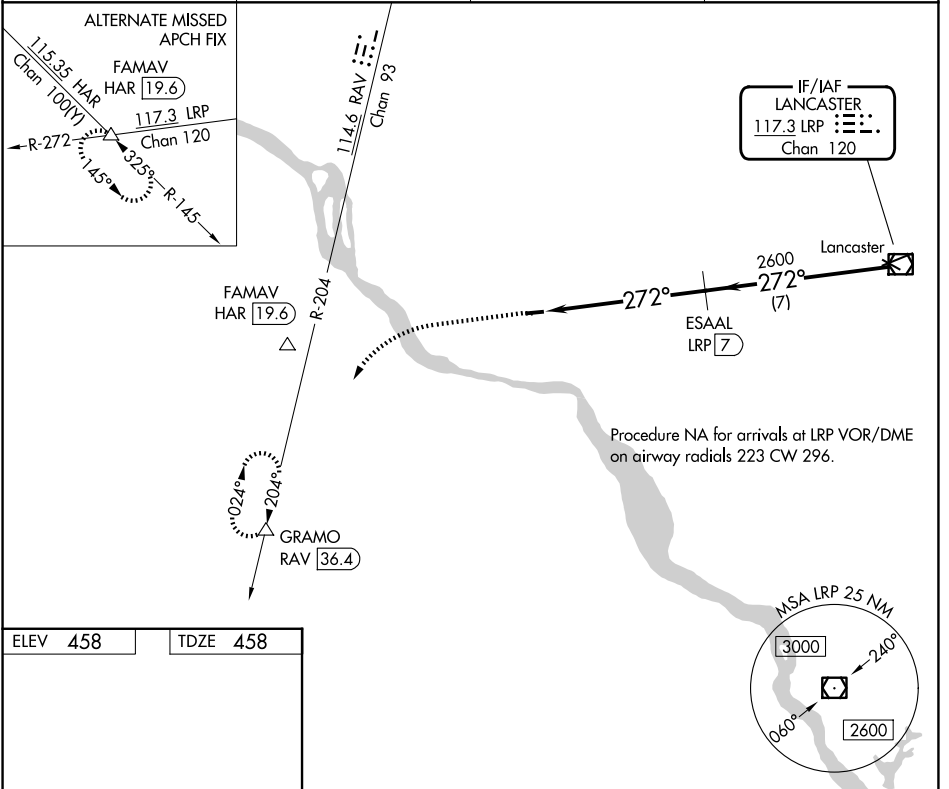 ALTERNATE MISSED
APCH FIX
FAMAV
HAR 19.6
115.35 HAR
Chan 100(Y)
117.3 LRP
Chan 120
R-272
325°
145°
R-145
114.6 RAV
Chan 93
IF/IAF
LANCASTER
117.3 LRP
Chan 120
Lancaster
2600
272°
272°
(7)
ESAAL
LRP 7
FAMAV
HAR 19.6
R-204
Procedure NA for arrivals at LRP VOR/DME
on airway radials 223 CW 296.
024°
204°
GRAMO
RAV 36.4
MSA LRP 25 NM
3000
240°
060°
2600
ELEV 458
TDZE 458